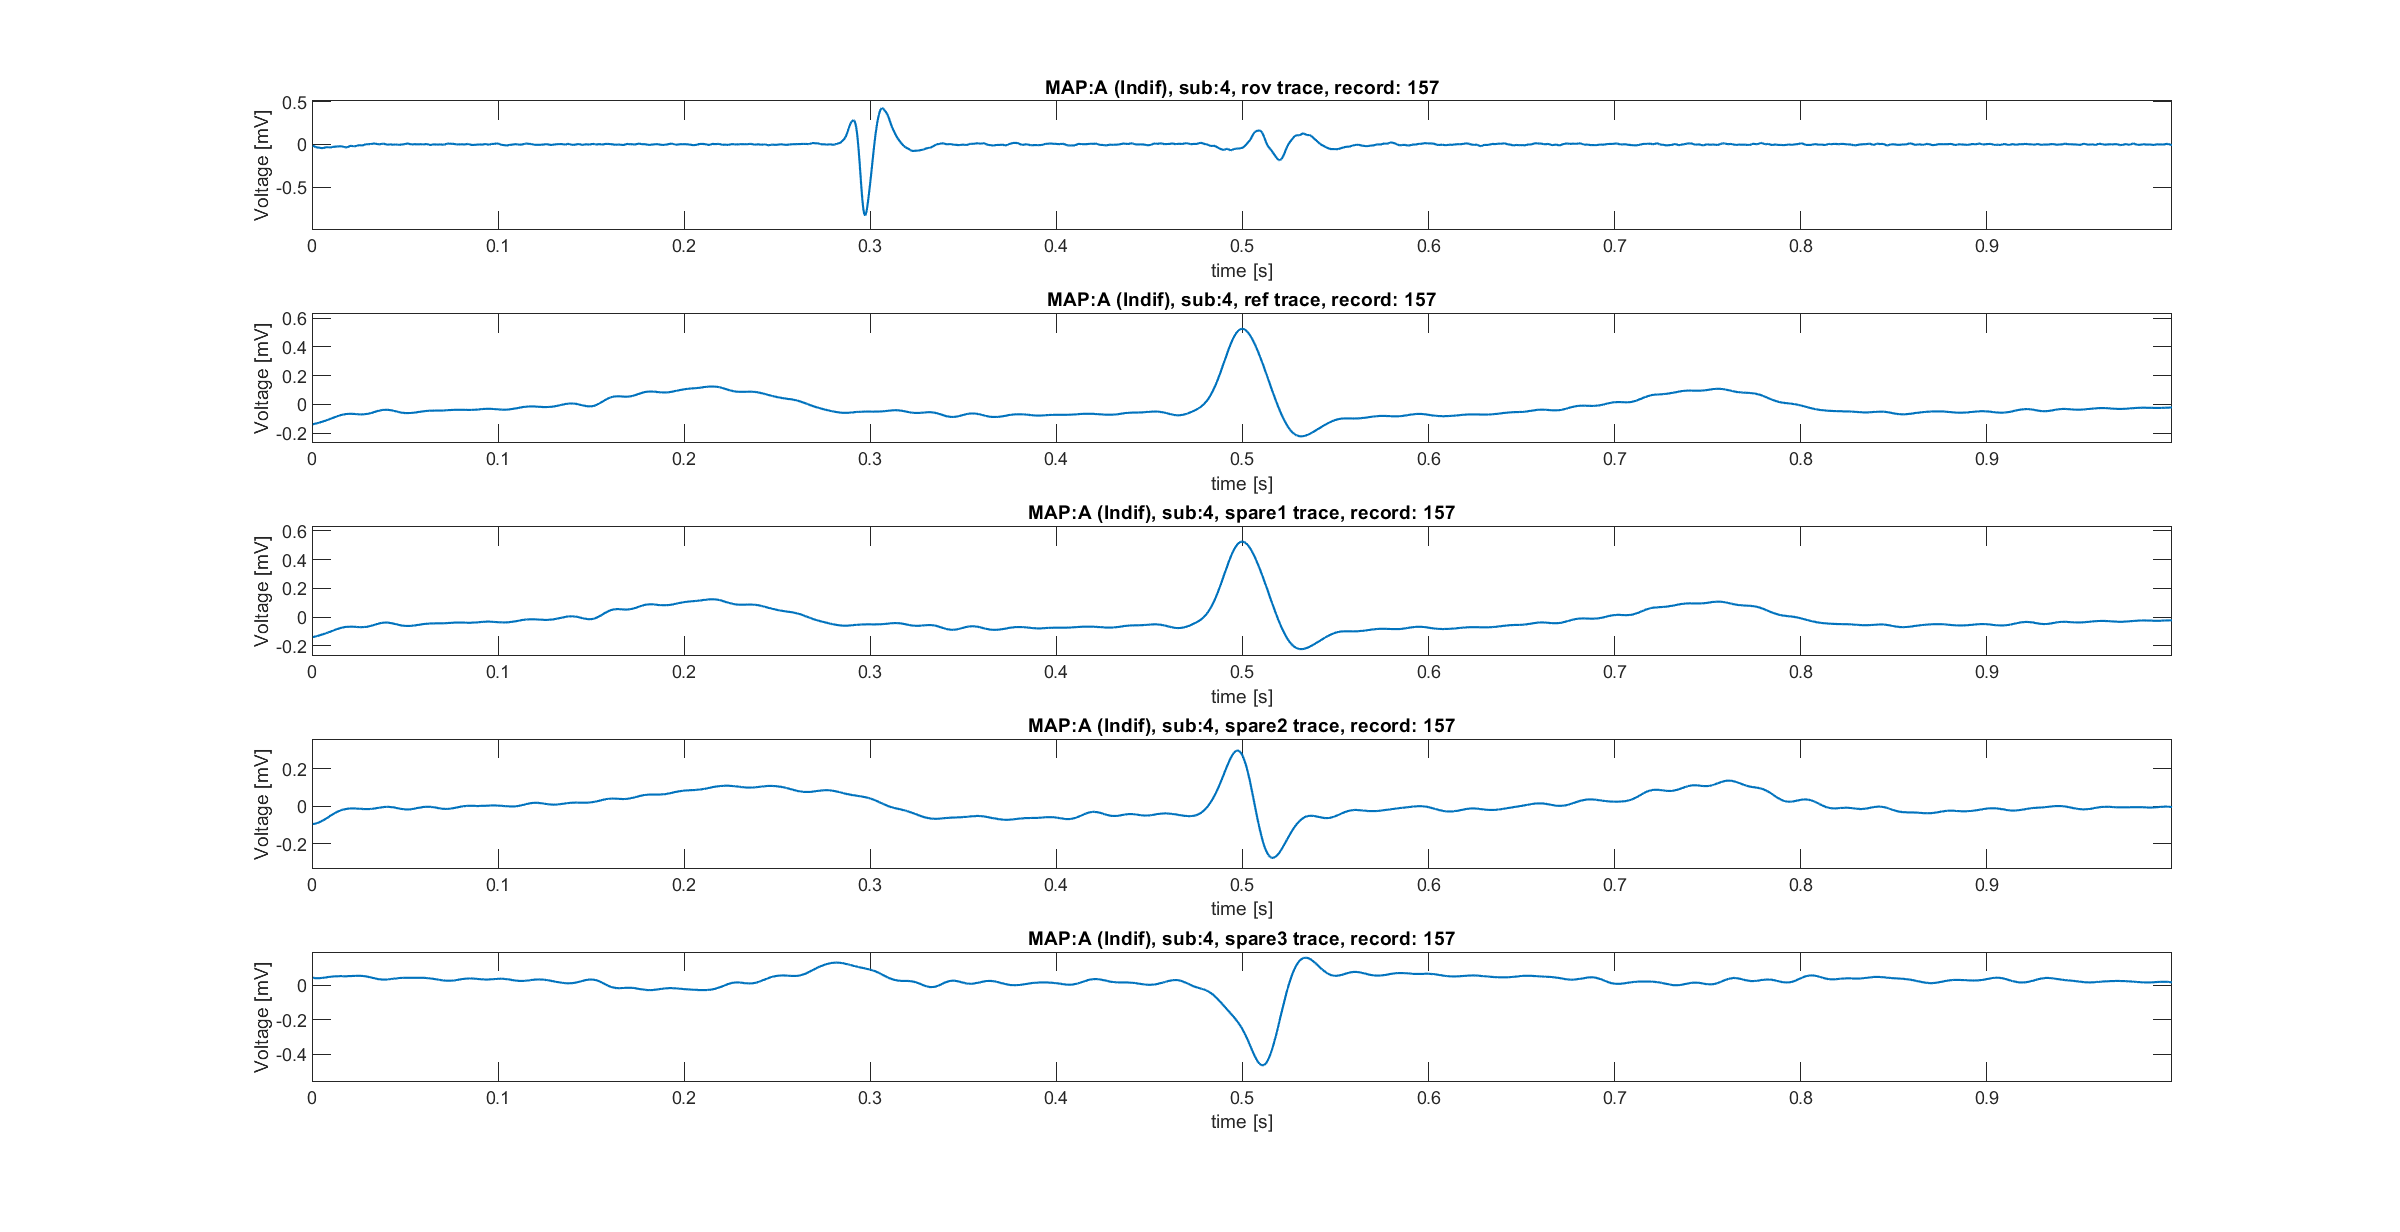 MAP:A (Indif), sub:4, rov trace, record: 157
Voltage [mV]
0.5
0
-0.5
0 0.1 0.2 0.3 0.4 0.5 0.6 0.7 0.8 0.9
time [s]
MAP:A (Indif), sub:4, ref trace, record: 157
Voltage [mV]
0.6
0.4
0.2
0
-0.2
0 0.1 0.2 0.3 0.4 0.5 0.6 0.7 0.8 0.9
time [s]
MAP:A (Indif), sub:4, spare1 trace, record: 157
Voltage [mV]
0.6
0.4
0.2
0
-0.2
0 0.1 0.2 0.3 0.4 0.5 0.6 0.7 0.8 0.9
time [s]
MAP:A (Indif), sub:4, spare2 trace, record: 157
Voltage [mV]
0.2
0
-0.2
0 0.1 0.2 0.3 0.4 0.5 0.6 0.7 0.8 0.9
time [s]
MAP:A (Indif), sub:4, spare3 trace, record: 157
Voltage [mV]
0
-0.2
-0.4
0 0.1 0.2 0.3 0.4 0.5 0.6 0.7 0.8 0.9
time [s]